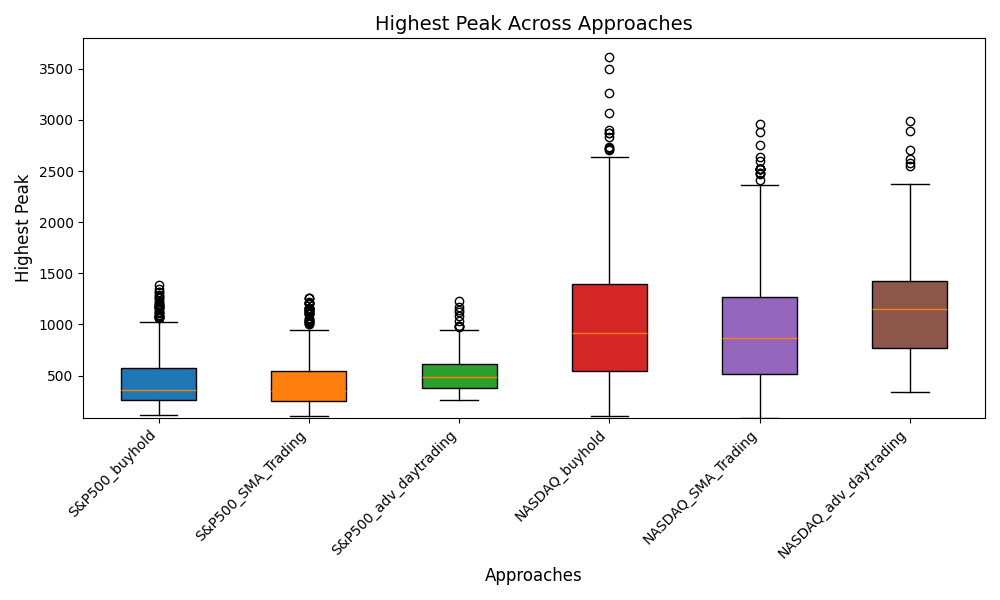 Highest Peak Across Approaches
Highest Peak
3500
3000
2500
2000
1500
1000
500
S&P500_buyhold
S&P500_SMA_Trading
S&P500_adv_daytrading
NASDAQ_buyhold
NASDAQ_SMA_Trading
NASDAQ_adv_daytrading
Approaches